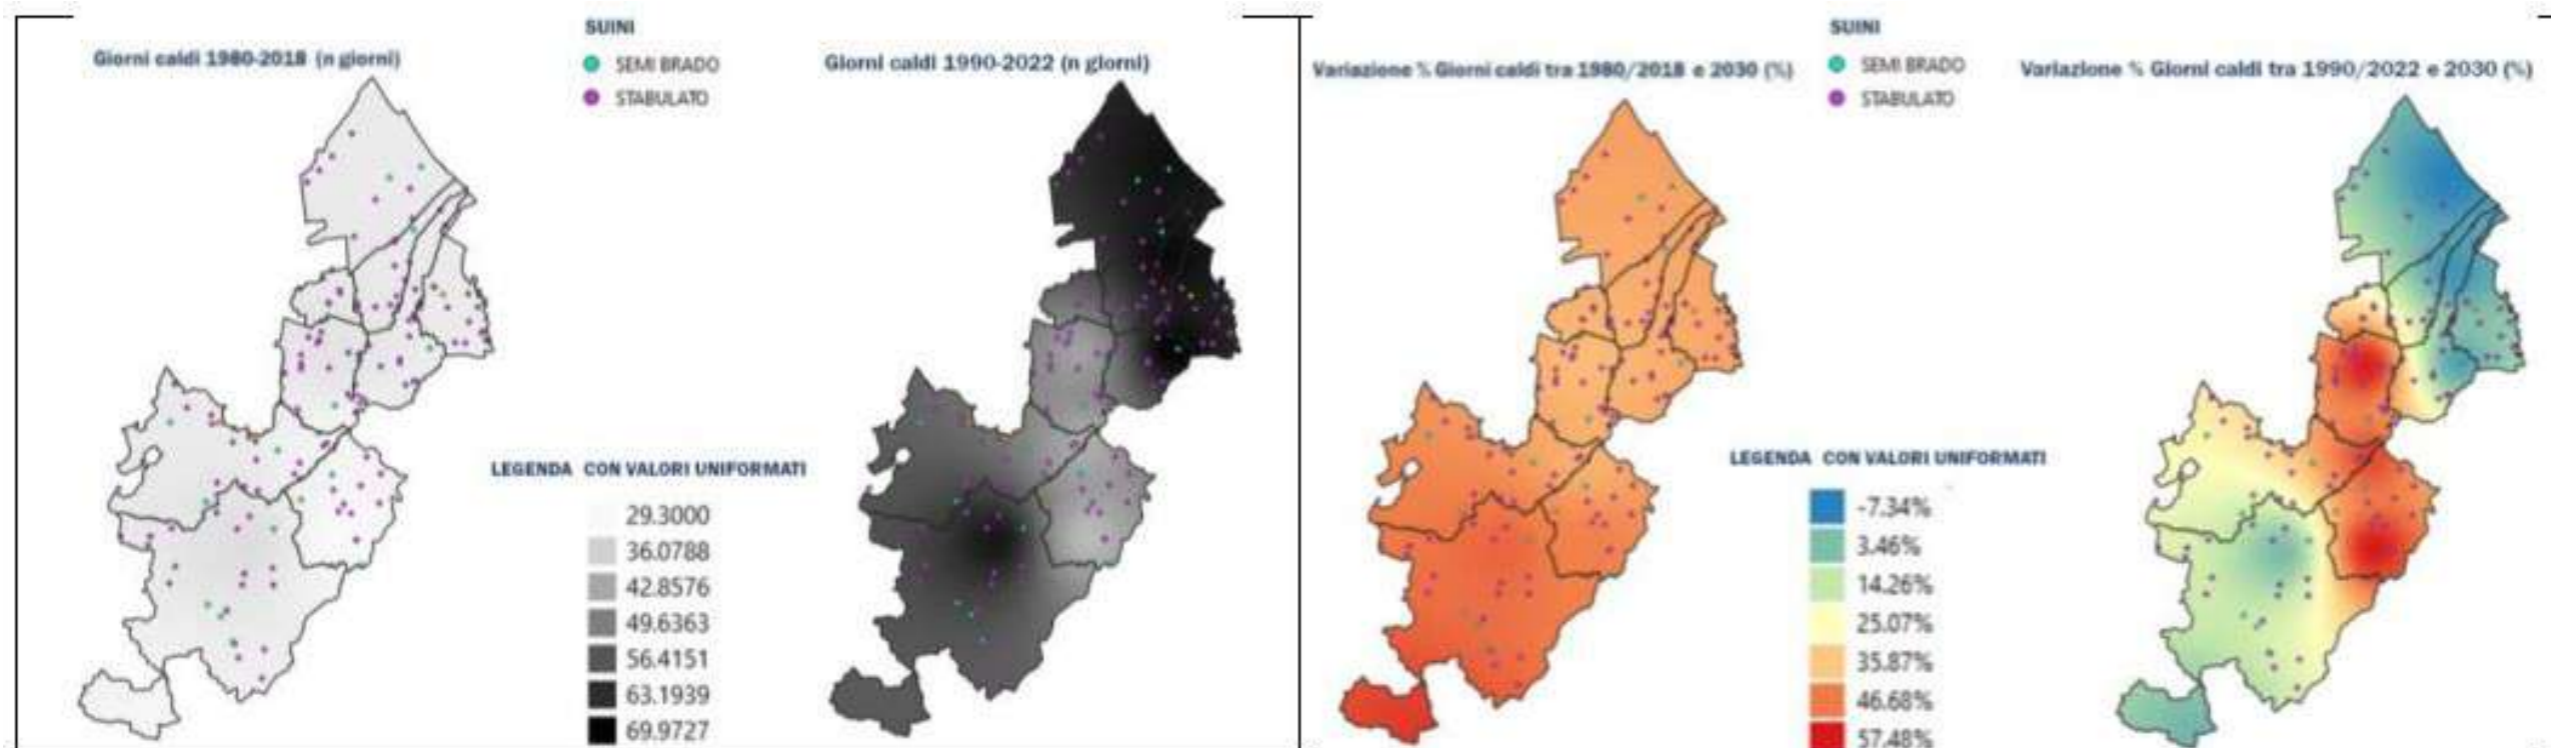 Giorni caldi 1980-2018 (n giorni)
SUINI
SEMI BRADO
STABULATO
Giorni caldi 1990-2022 (n giorni)
LEGENDA CON VALORI UNIFORMATI
29.3000
36.0788
42.8576
49.6363
56.4151
63.1939
69.9727
Variazione % Giorni caldi tra 1980/2018 e 2030 (%)
SUINI
SEMI BRADO
STABULATO
Variazione % Giorni caldi tra 1990/2022 e 2030 (%)
LEGENDA CON VALORI UNIFORMATI
-7.34%
3.46%
14.26%
25.07%
35.87%
46.68%
57.48%